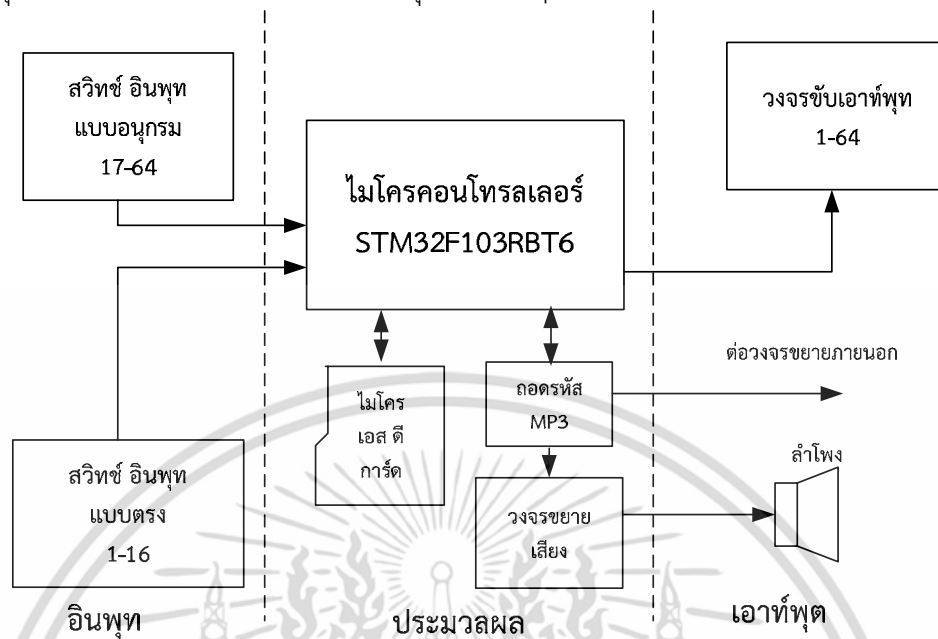 สวิทช์ อินพุท
แบบอนุกรม
17-64
ไมโครคอนโทรลเลอร์
STM32F103RBT6
วงจรขับเอาท์พุท
1-64
ต่อวงจรขยายภายนอก
ไมโคร
เอส ดี
การ์ด
ถอดรหัส
MP3
ลำโพง
สวิทช์ อินพุท
แบบตรง
1-16
วงจรขยาย
เสียง
อินพุท
ประมวลผล
เอาท์พุต